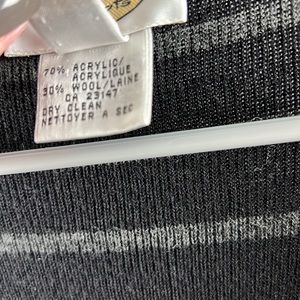 70% ACRYLIC/
ACRYLIQUE
30% WOOL/LAINE
CA 23147
DRY CLEAN
NETTOYER A SEC